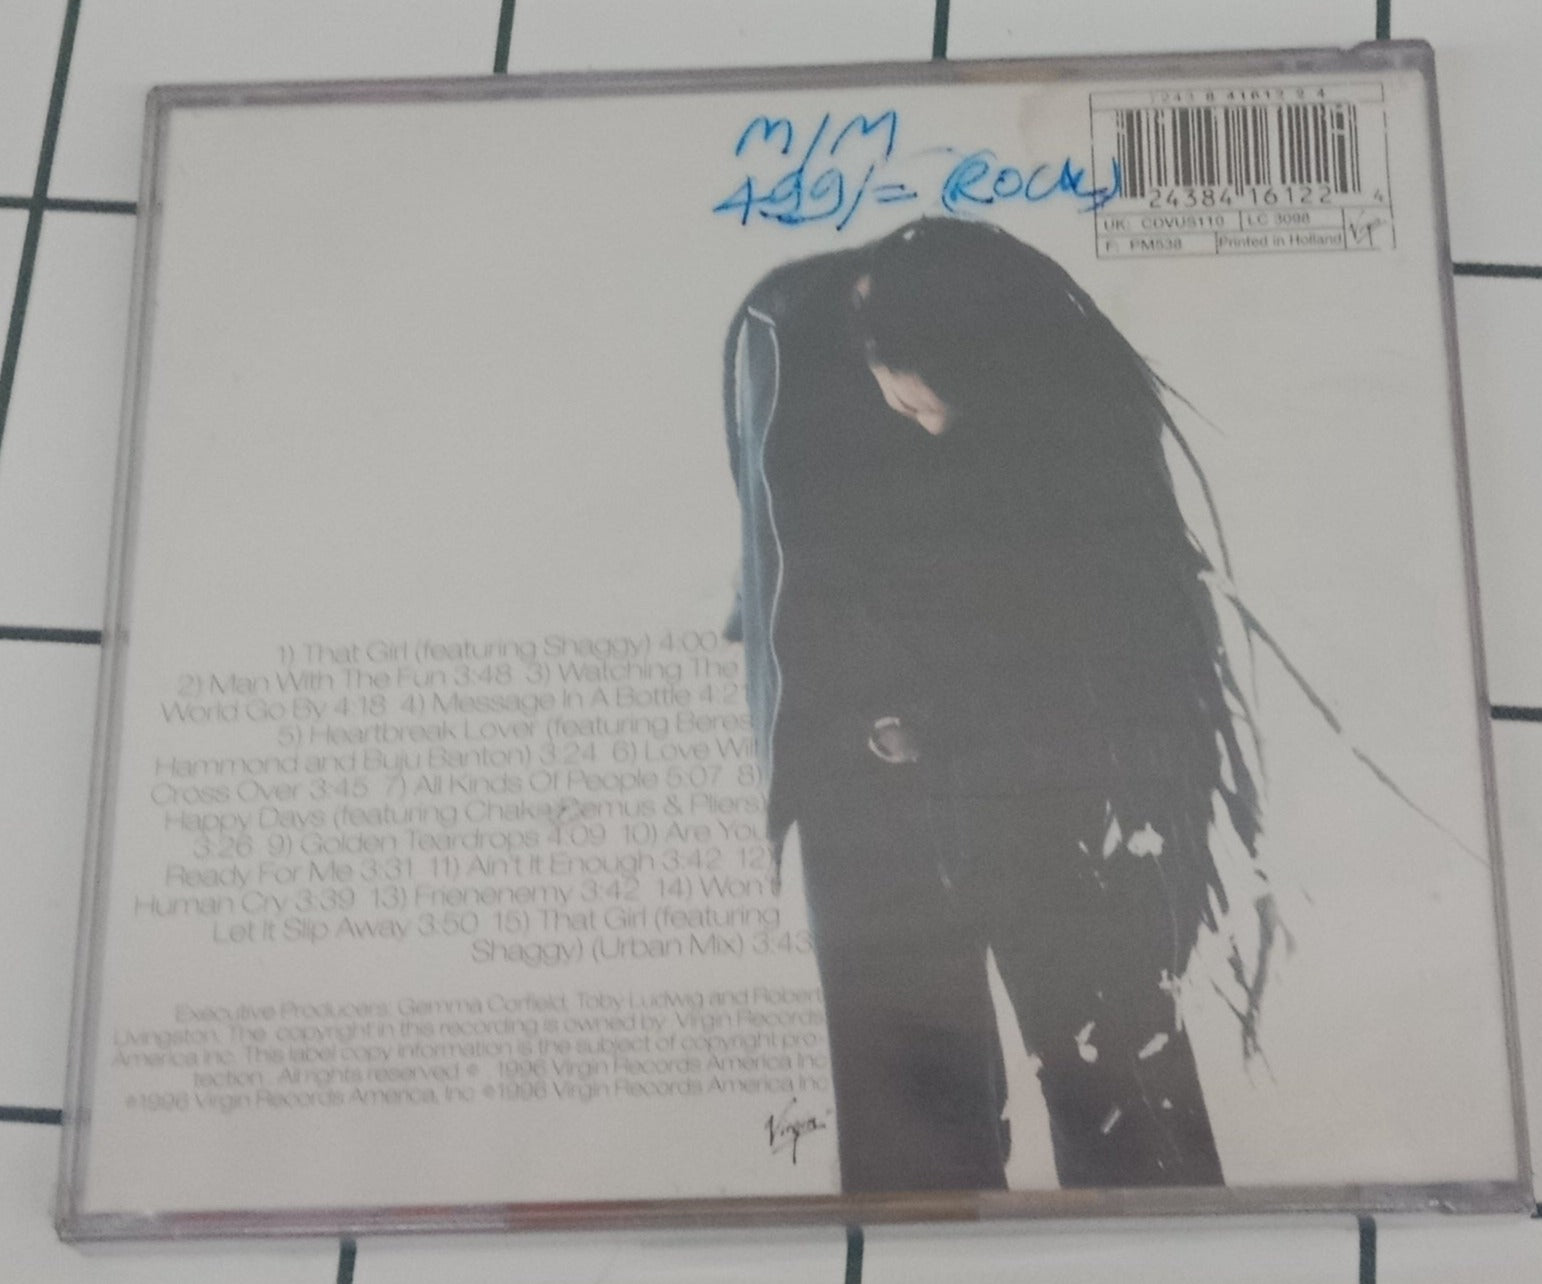 M/M
499/= (ROCK)
24384 16122 4
UK: CDVUS110 LC 3098
F: PM538 Printed in Holland
1) That Girl (featuring Shaggy) 4:00
2) Man With The Fun 3:48 3) Watching The
World Go By 4:18 4) Message In A Bottle 4:21
5) Heartbreak Lover (featuring Beres
Hammond and Buju Banton) 3:24 6) Love Will
Cross Over 3:45 7) All Kinds Of People 5:07 8)
Happy Days (featuring Chaka Demus & Pliers)
3:26 9) Golden Teardrops 4:09 10) Are You
Ready For Me 3:31 11) Ain't It Enough 3:42 12)
Human Cry 3:39 13) Frienenemy 3:42 14) Won't
Let It Slip Away 3:50 15) That Girl (featuring
Shaggy) (Urban Mix) 3:43
Executive Producers: Gemma Corfield, Toby Ludwig and Robert
Livingston. The copyright in this recording is owned by Virgin Records
America Inc. This label copy information is the subject of copyright pro-
tection. All rights reserved ℗ 1996 Virgin Records America Inc
℗1996 Virgin Records America, Inc ©1996 Virgin Records America Inc
Virgin